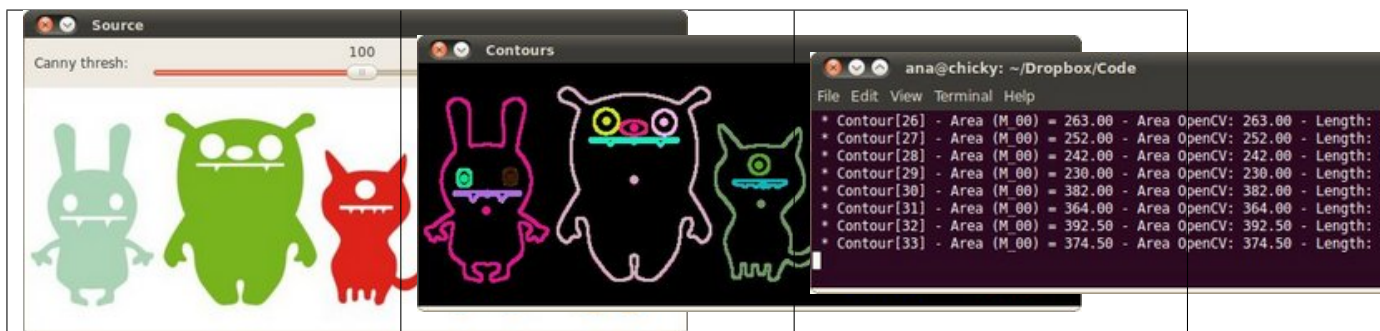 Source
Canny thresh:
100
Contours
ana@chicky: ~/Dropbox/Code
File Edit View Terminal Help
* Contour[26] - Area (M_00) = 263.00 - Area OpenCV: 263.00 - Length:
* Contour[27] - Area (M_00) = 252.00 - Area OpenCV: 252.00 - Length:
* Contour[28] - Area (M_00) = 242.00 - Area OpenCV: 242.00 - Length:
* Contour[29] - Area (M_00) = 230.00 - Area OpenCV: 230.00 - Length:
* Contour[30] - Area (M_00) = 382.00 - Area OpenCV: 382.00 - Length:
* Contour[31] - Area (M_00) = 364.00 - Area OpenCV: 364.00 - Length:
* Contour[32] - Area (M_00) = 392.50 - Area OpenCV: 392.50 - Length:
* Contour[33] - Area (M_00) = 374.50 - Area OpenCV: 374.50 - Length: